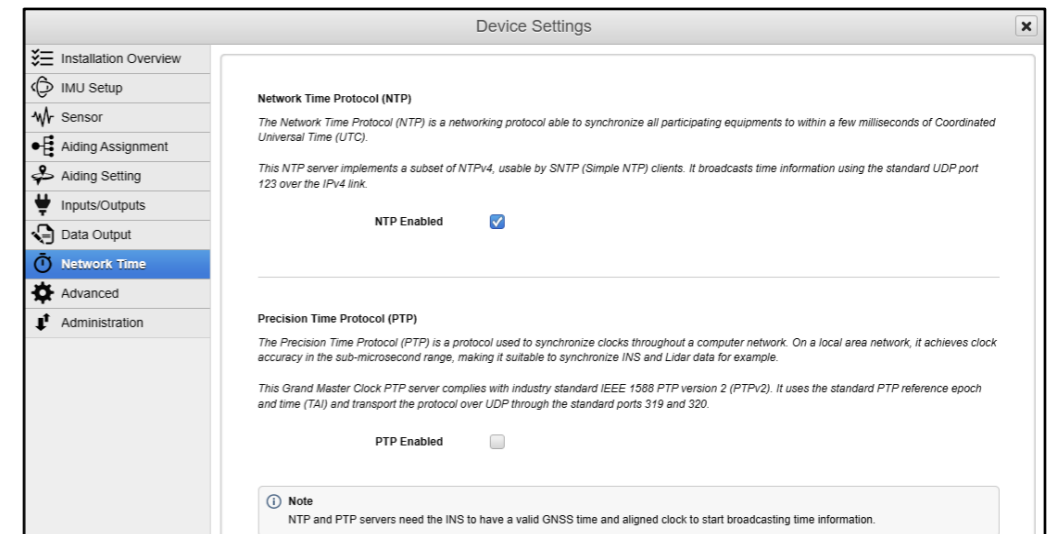 Device Settings
Installation Overview
IMU Setup
Sensor
Aiding Assignment
Aiding Setting
Inputs/Outputs
Data Output
Network Time
Advanced
Administration
Network Time Protocol (NTP)
The Network Time Protocol (NTP) is a networking protocol able to synchronize all participating equipments to within a few milliseconds of Coordinated
Universal Time (UTC).
This NTP server implements a subset of NTPv4, usable by SNTP (Simple NTP) clients. It broadcasts time information using the standard UDP port
123 over the IPv4 link.
NTP Enabled
Precision Time Protocol (PTP)
The Precision Time Protocol (PTP) is a protocol used to synchronize clocks throughout a computer network. On a local area network, it achieves clock
accuracy in the sub-microsecond range, making it suitable to synchronize INS and Lidar data for example.
This Grand Master Clock PTP server complies with industry standard IEEE 1588 PTP version 2 (PTPv2). It uses the standard PTP reference epoch
and time (TAI) and transport the protocol over UDP through the standard ports 319 and 320.
PTP Enabled
Note
NTP and PTP servers need the INS to have a valid GNSS time and aligned clock to start broadcasting time information.